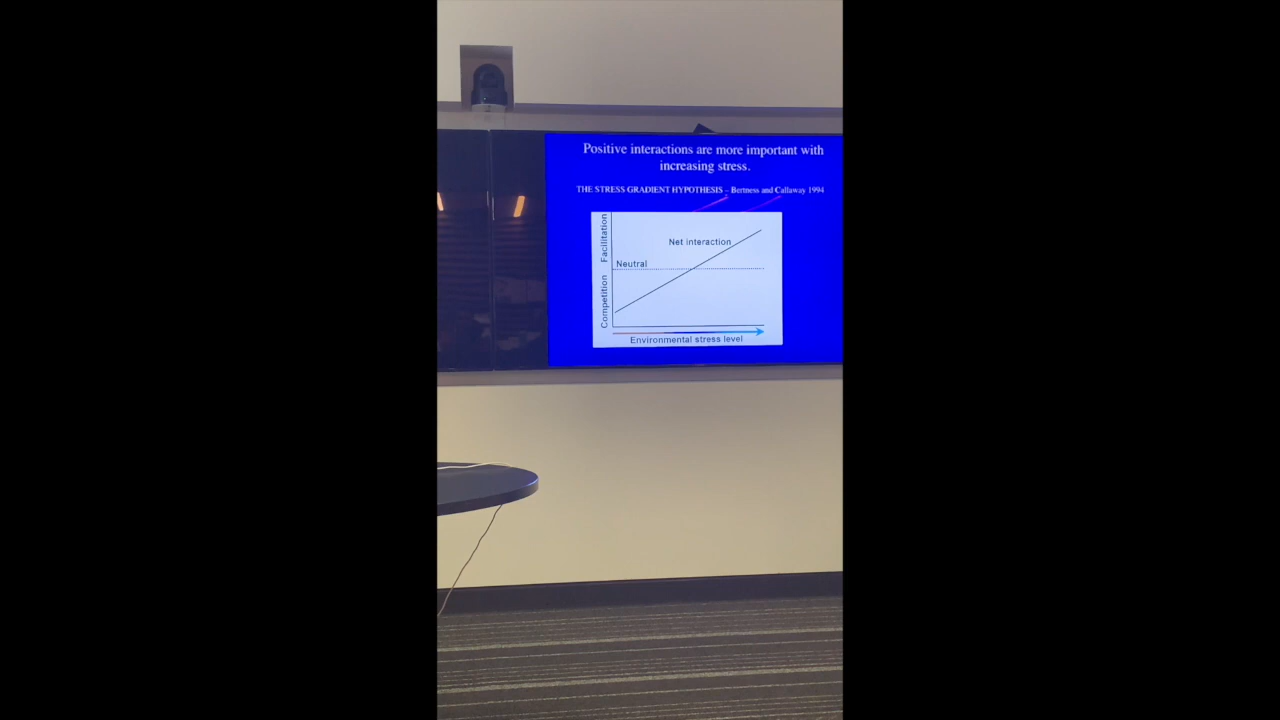 Positive interactions are more important with
increasing stress.
THE STRESS GRADIENT HYPOTHESIS – Bertness and Callaway 1994
Facilitation
Net interaction
Neutral
Competition
Environmental stress level